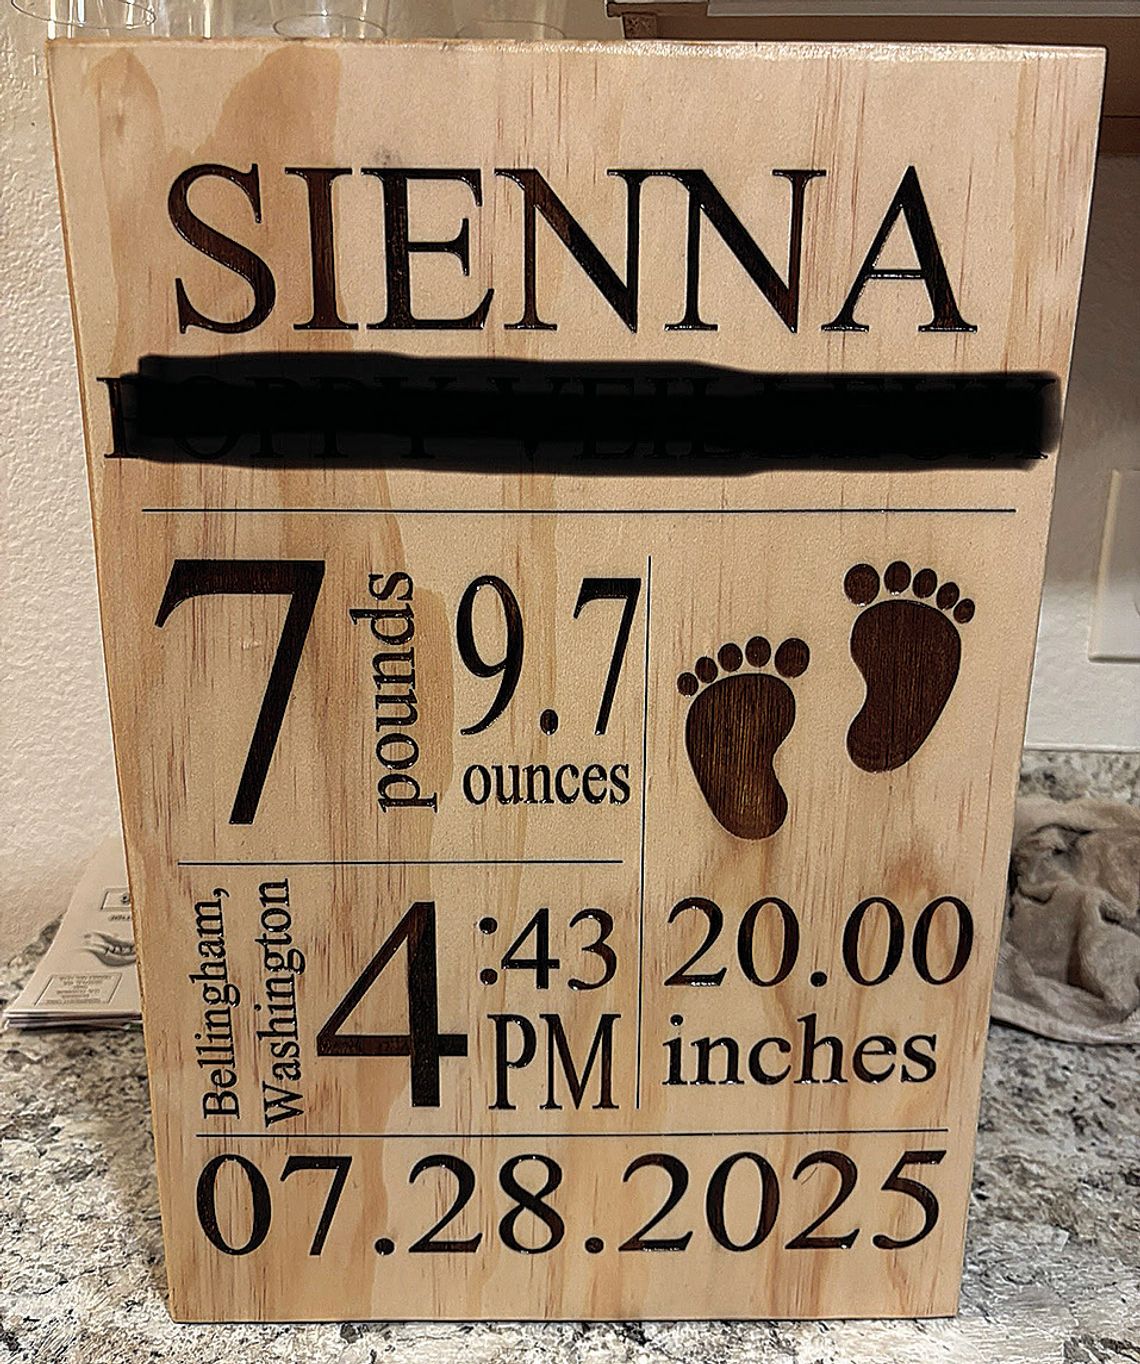 SIENNA
7 pounds 9.7
ounces
Bellingham,
Washington
4:43
PM
20.00
inches
07.28.2025